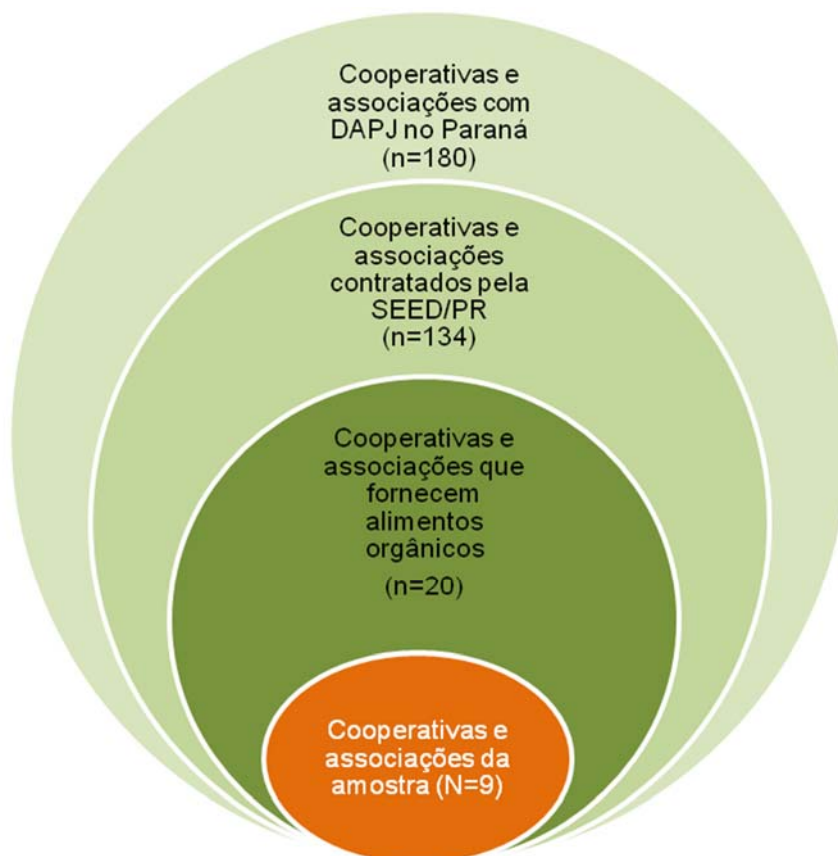 Cooperativas e
associações com
DAPJ no Paraná
(n=180)
Cooperativas e
associações
contratados pela
SEED/PR
(n=134)
Cooperativas e
associações que
fornecem
alimentos
orgânicos
(n=20)
Cooperativas e
associações da
amostra (N=9)